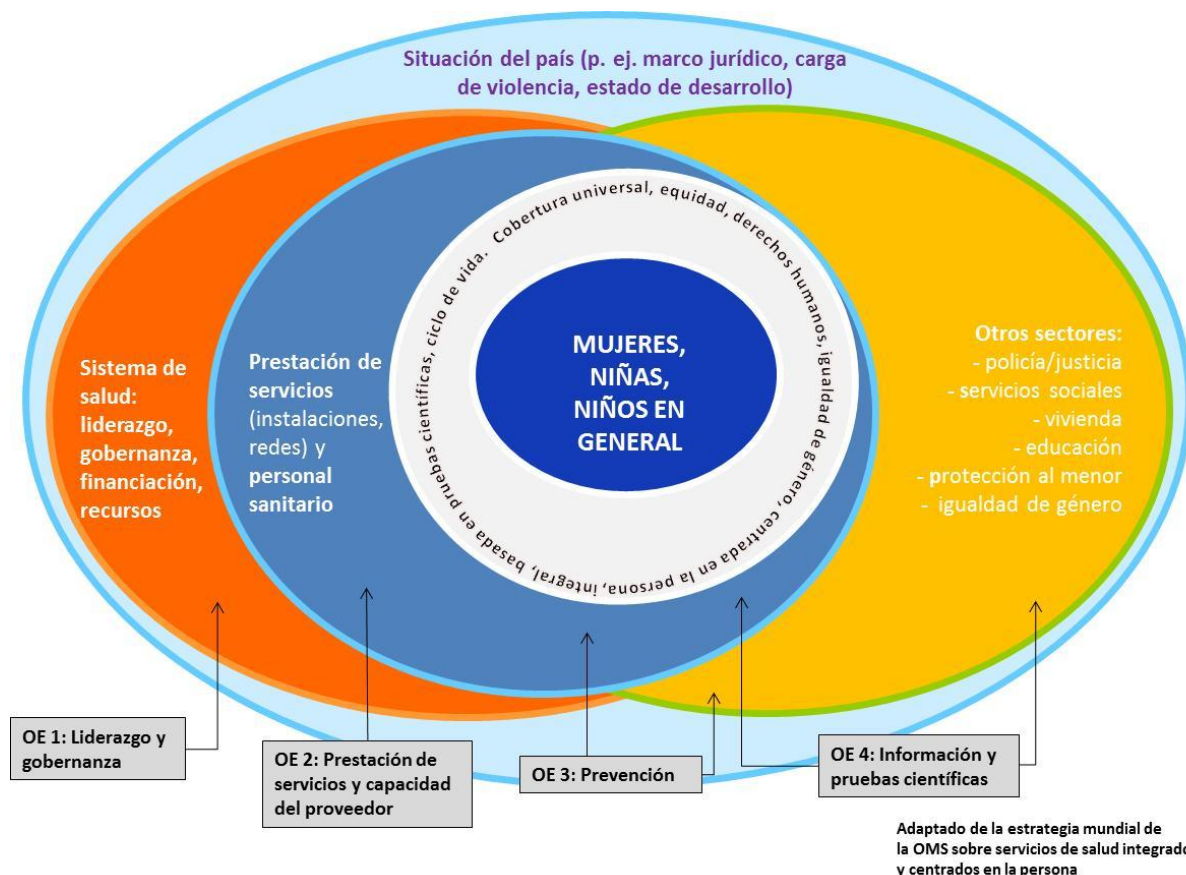 Situación del país (p. ej. marco jurídico, carga
de violencia, estado de desarrollo)
Cobertura universal, equidad, derechos humanos, igualdad de género, centrada en la persona, integral, basada en pruebas científicas, ciclo de vida.
MUJERES,
NIÑAS,
NIÑOS EN
GENERAL
Sistema de
salud:
liderazgo,
gobernanza,
financiación,
recursos
Prestación de
servicios
(instalaciones,
redes) y
personal
sanitario
Otros sectores:
- policía/justicia
- servicios sociales
- vivienda
- educación
- protección al menor
- igualdad de género
OE 1: Liderazgo y
gobernanza
OE 2: Prestación de
servicios y capacidad
del proveedor
OE 3: Prevención
OE 4: Información y
pruebas científicas
Adaptado de la estrategia mundial de
la OMS sobre servicios de salud integrado
y centrados en la persona